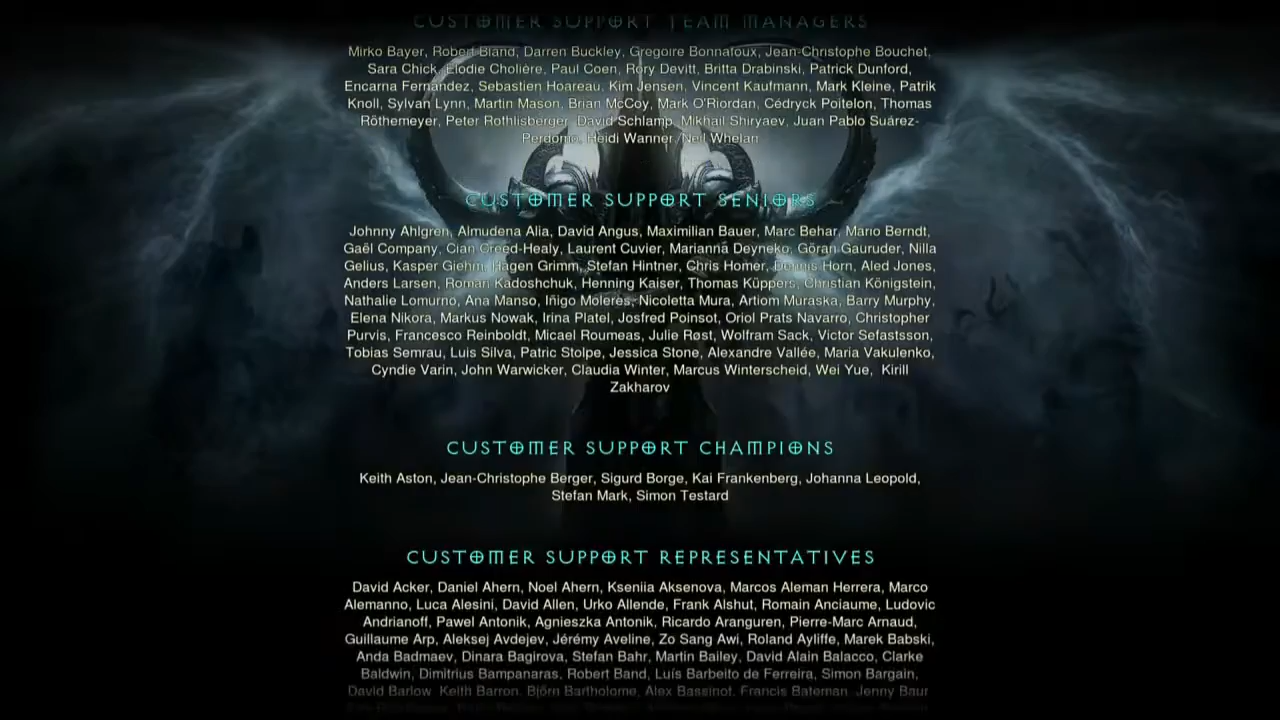 CUSTOMER SUPPORT TEAM MANAGERS
Mirko Bayer, Robert Bland, Darren Buckley, Gregoire Bonnafoux, Jean-Christophe Bouchet,
Sara Chick, Elodie Cholière, Paul Coen, Rory Devitt, Britta Drabinski, Patrick Dunford,
Encarna Fernandez, Sebastien Hoareau, Kim Jensen, Vincent Kaufmann, Mark Kleine, Patrik
Knoll, Sylvan Lynn, Martin Mason, Brian McCoy, Mark O'Riordan, Cédryck Poitelon, Thomas
Röthemeyer, Peter Rothlisberger, David Schlamp, Mikhail Shiryaev, Juan Pablo Suárez-
Perdomo, Heidi Wanner, Neil Whelan
CUSTOMER SUPPORT SENIORS
Johnny Ahlgren, Almudena Alia, David Angus, Maximilian Bauer, Marc Behar, Mario Berndt,
Gaël Company, Cian Creed-Healy, Laurent Cuvier, Marianna Deyneko, Göran Gauruder, Nilla
Gelius, Kasper Giehm, Hagen Grimm, Stefan Hintner, Chris Homer, Dennis Horn, Aled Jones,
Anders Larsen, Roman Kadoshchuk, Henning Kaiser, Thomas Küppers, Christian Königstein,
Nathalie Lomurno, Ana Manso, Iñigo Moleres, Nicoletta Mura, Artiom Muraska, Barry Murphy,
Elena Nikora, Markus Nowak, Irina Platel, Josfred Poinsot, Oriol Prats Navarro, Christopher
Purvis, Francesco Reinboldt, Micael Roumeas, Julie Røst, Wolfram Sack, Victor Sefastsson,
Tobias Semrau, Luis Silva, Patric Stolpe, Jessica Stone, Alexandre Vallée, Maria Vakulenko,
Cyndie Varin, John Warwicker, Claudia Winter, Marcus Winterscheid, Wei Yue, Kirill
Zakharov
CUSTOMER SUPPORT CHAMPIONS
Keith Aston, Jean-Christophe Berger, Sigurd Borge, Kai Frankenberg, Johanna Leopold,
Stefan Mark, Simon Testard
CUSTOMER SUPPORT REPRESENTATIVES
David Acker, Daniel Ahern, Noel Ahern, Kseniia Aksenova, Marcos Aleman Herrera, Marco
Alemanno, Luca Alesini, David Allen, Urko Allende, Frank Alshut, Romain Anciaume, Ludovic
Andrianoff, Pawel Antonik, Agnieszka Antonik, Ricardo Aranguren, Pierre-Marc Arnaud,
Guillaume Arp, Aleksej Avdejev, Jérémy Aveline, Zo Sang Awi, Roland Ayliffe, Marek Babski,
Anda Badmaev, Dinara Bagirova, Stefan Bahr, Martin Bailey, David Alain Balacco, Clarke
Baldwin, Dimitrius Bampanaras, Robert Band, Luís Barbeito de Ferreira, Simon Bargain,
David Barlow, Keith Barron, Björn Bartholome, Alex Bassinot, Francis Bateman, Jenny Baur